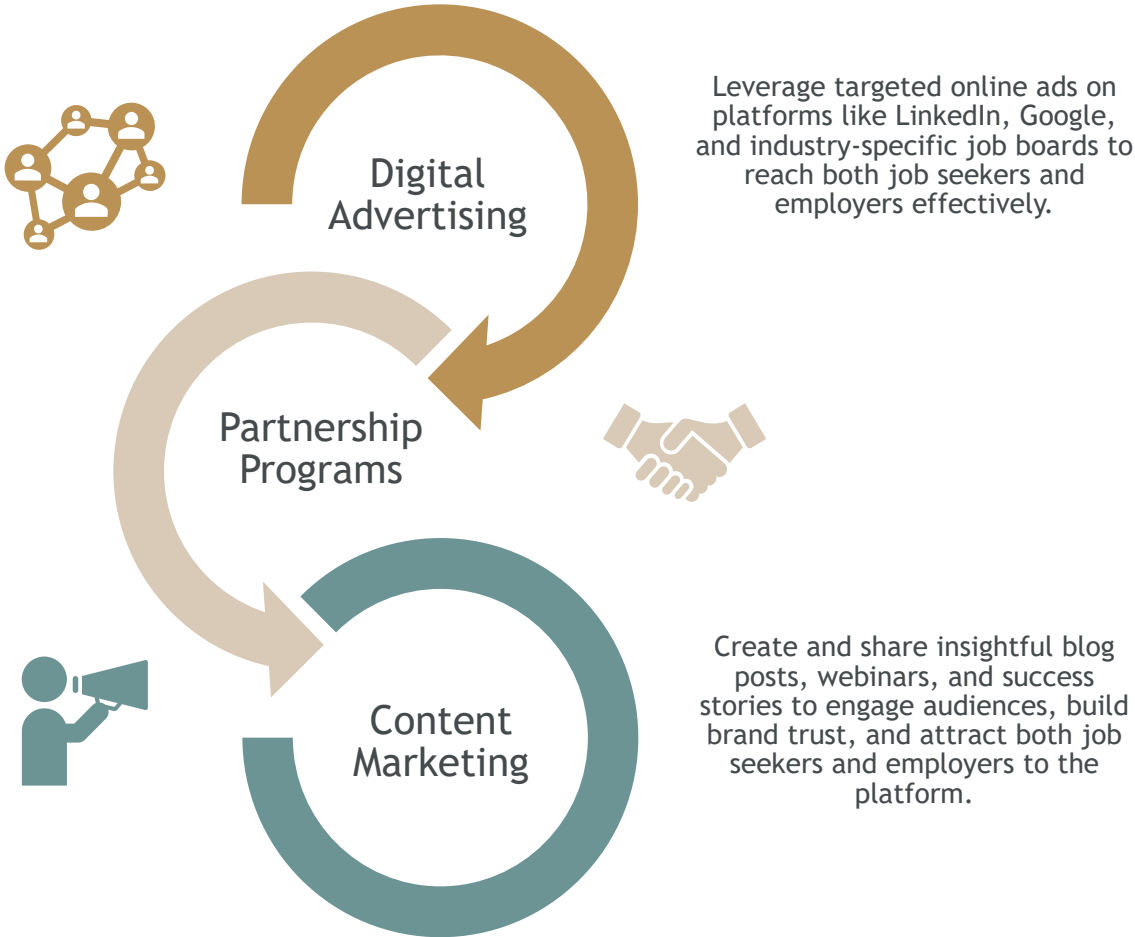 Digital
Advertising
Leverage targeted online ads on
platforms like LinkedIn, Google,
and industry-specific job boards to
reach both job seekers and
employers effectively.
Partnership
Programs
Content
Marketing
Create and share insightful blog
posts, webinars, and success
stories to engage audiences, build
brand trust, and attract both job
seekers and employers to the
platform.